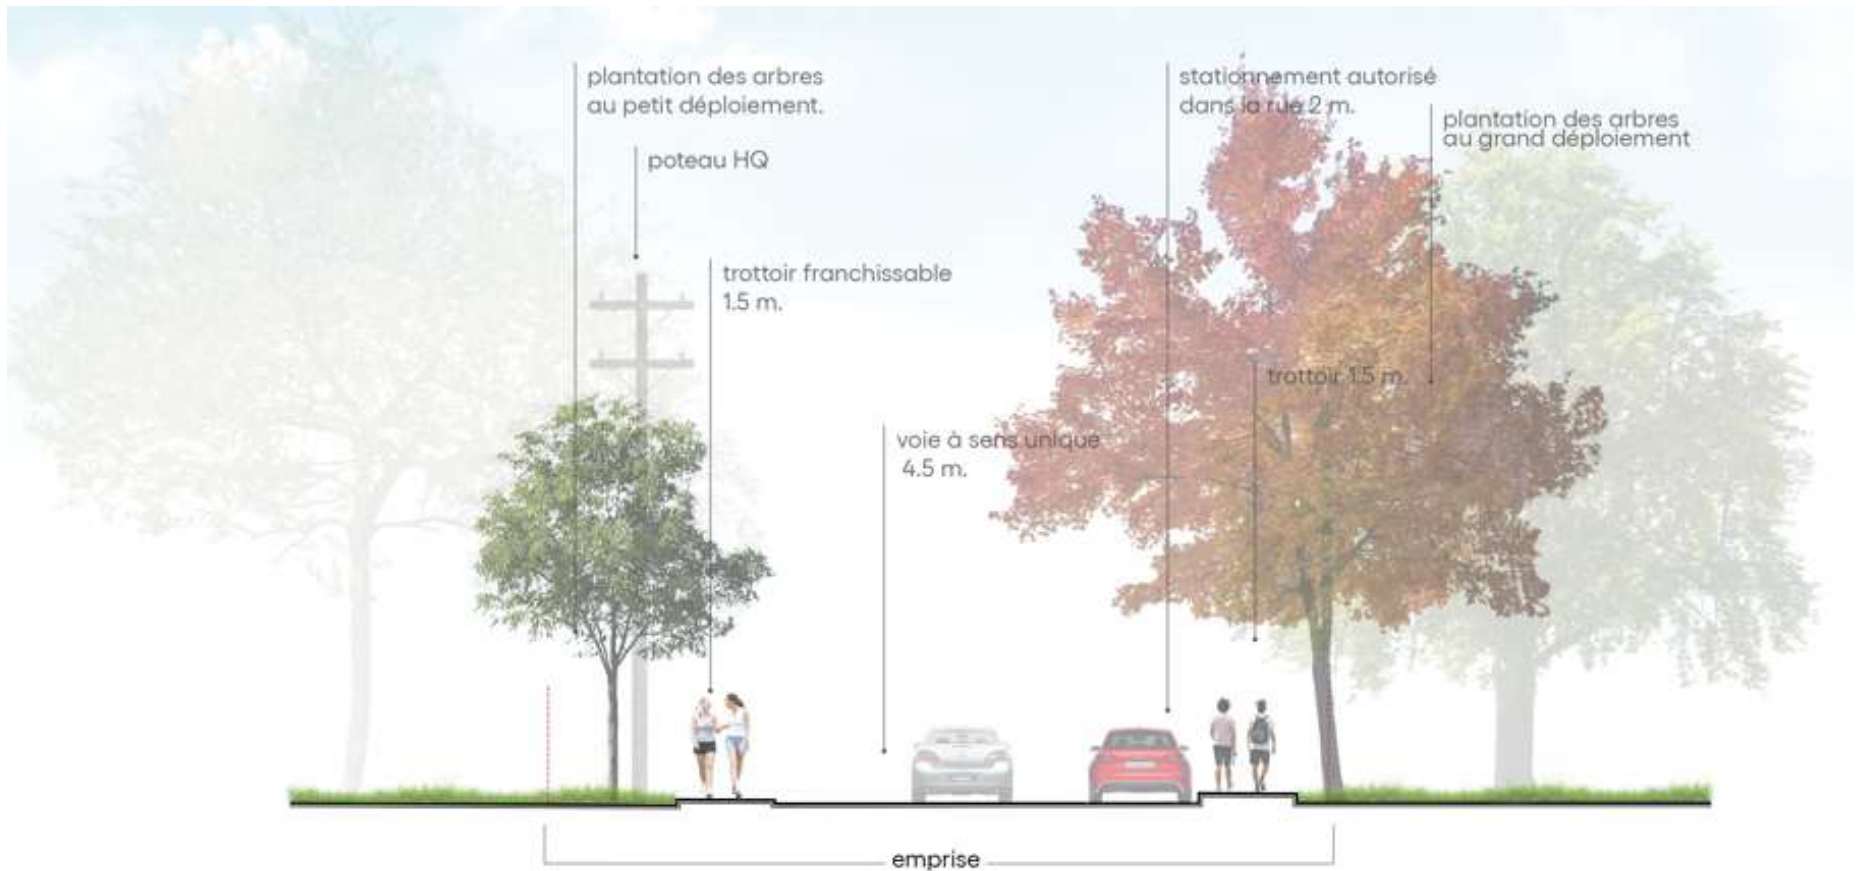 plantation des arbres
au petit déploiement.
poteau HQ
trottoir franchissable
1.5 m.
voie à sens unique
4.5 m.
stationnement autorisé
dans la rue 2 m.
plantation des arbres
au grand déploiement
trottoir 1.5 m.
emprise